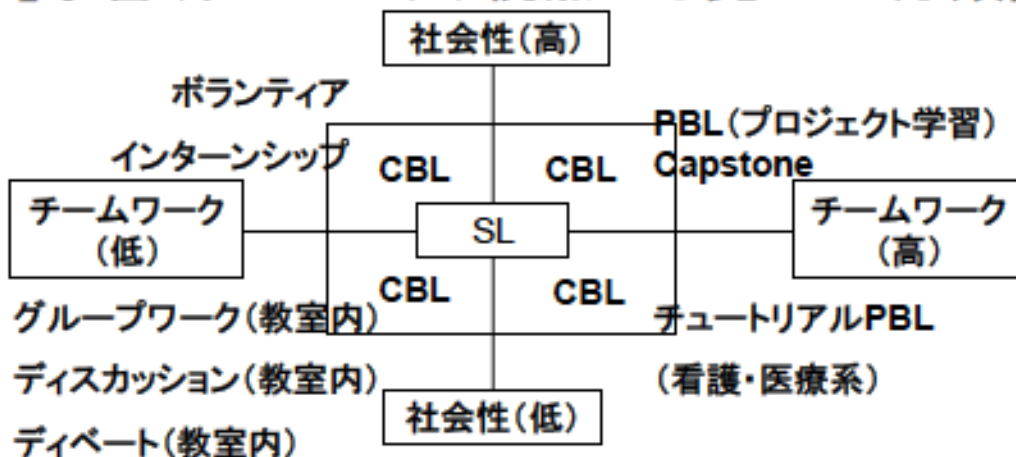 社会性(高)
ボランティア
PBL(プロジェクト学習)
インターンシップ
CBL
CBL
Capstone
チームワーク
(低)
SL
チームワーク
(高)
CBL
CBL
グループワーク(教室内)
チュートリアルPBL
ディスカッション(教室内)
(看護・医療系)
社会性(低)
ディベート(教室内)